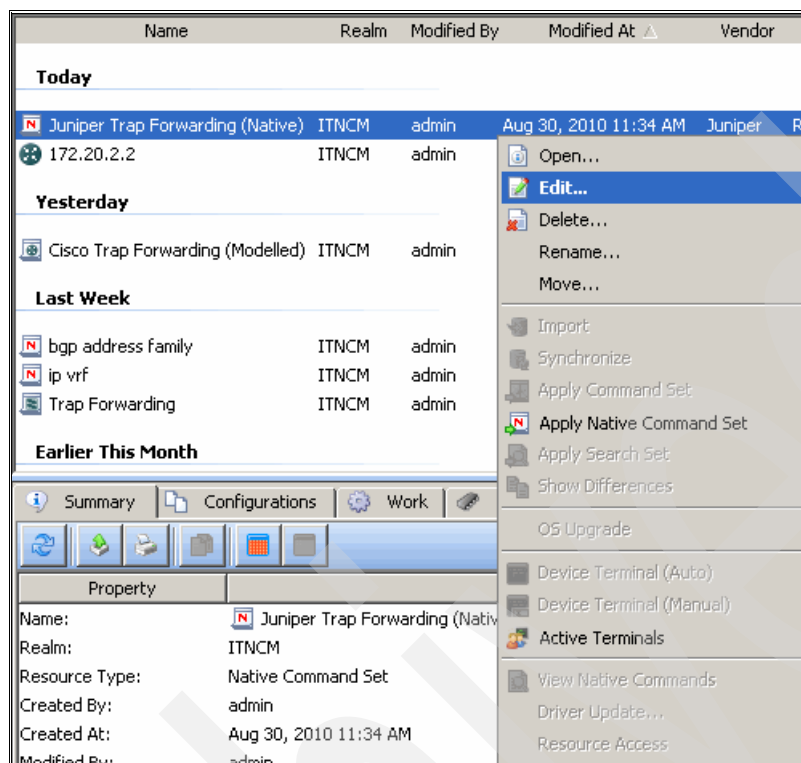 Name Realm Modified By Modified At Vendor
Today
Juniper Trap Forwarding (Native) ITNCM admin Aug 30, 2010 11:34 AM Juniper R
172.20.2.2 ITNCM admin
Yesterday
Cisco Trap Forwarding (Modelled) ITNCM admin
Last Week
bgp address family ITNCM admin
ip vrf ITNCM admin
Trap Forwarding ITNCM admin
Earlier This Month
Open...
Edit...
Delete...
Rename...
Move...
Import
Synchronize
Apply Command Set
Apply Native Command Set
Apply Search Set
Show Differences
OS Upgrade
Device Terminal (Auto)
Device Terminal (Manual)
Active Terminals
View Native Commands
Driver Update...
Resource Access
Summary Configurations Work
Property
Name: Juniper Trap Forwarding (Nativ
Realm: ITNCM
Resource Type: Native Command Set
Created By: admin
Created At: Aug 30, 2010 11:34 AM
Modified By: admin